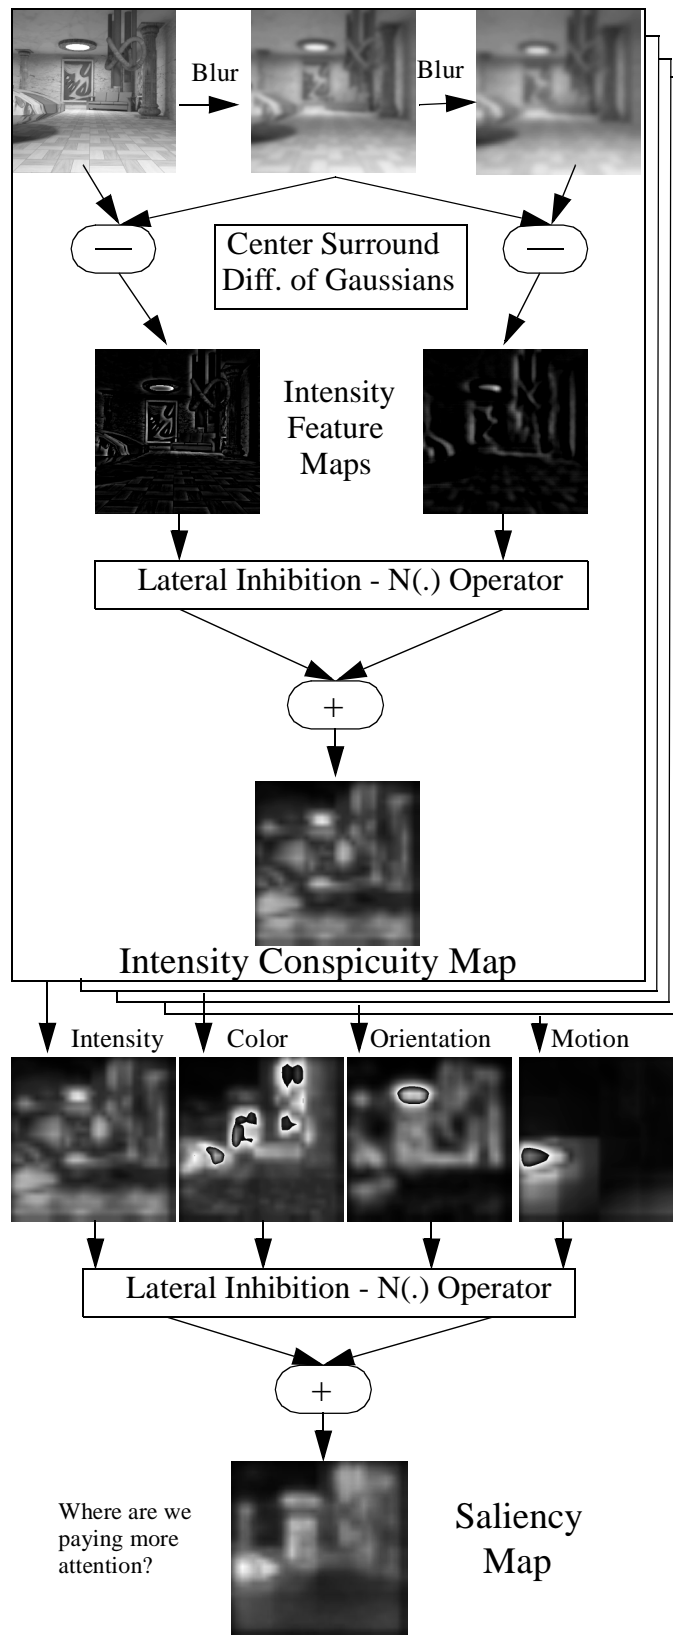 Blur
Blur
Center Surround
Diff. of Gaussians
Intensity
Feature
Maps
Lateral Inhibition - N(.) Operator
+
Intensity Conspicuity Map
Intensity
Color
Orientation
Motion
Lateral Inhibition - N(.) Operator
+
Where are we
paying more
attention?
Saliency
Map